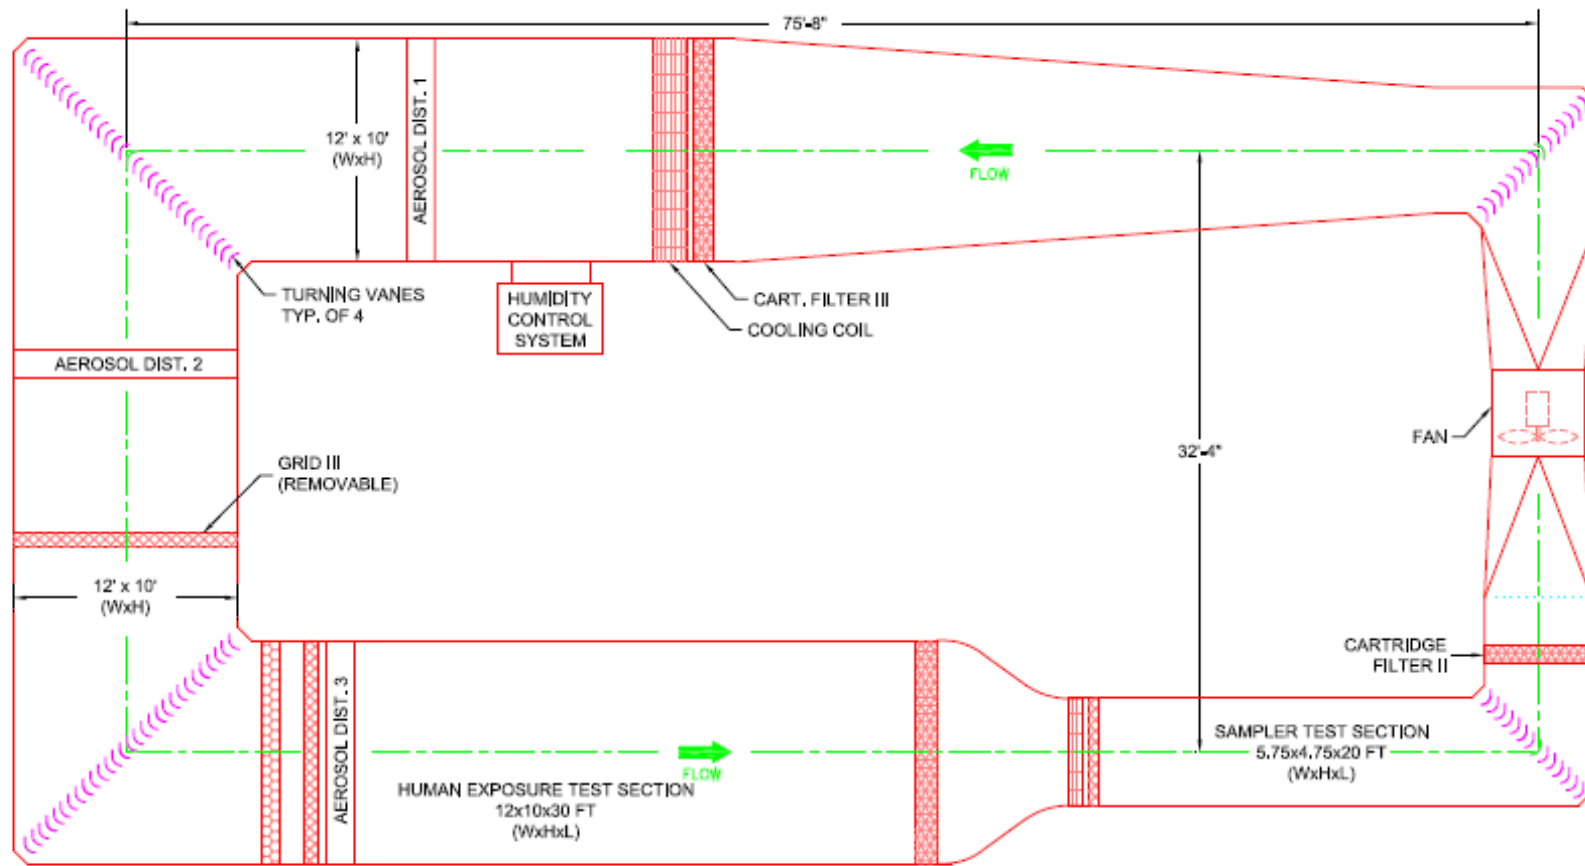 75'-8"
12' x 10'
(WxH)
AEROSOL DIST. 1
FLOW
TURNING VANES
TYP. OF 4
HUMIDITY
CONTROL
SYSTEM
CART. FILTER III
COOLING COIL
AEROSOL DIST. 2
FAN
32'-4"
GRID III
(REMOVABLE)
12' x 10'
(WxH)
CARTRIDGE
FILTER II
AEROSOL DIST. 3
FLOW
HUMAN EXPOSURE TEST SECTION
12x10x30 FT
(WxHxL)
SAMPLER TEST SECTION
5.75x4.75x20 FT
(WxHxL)